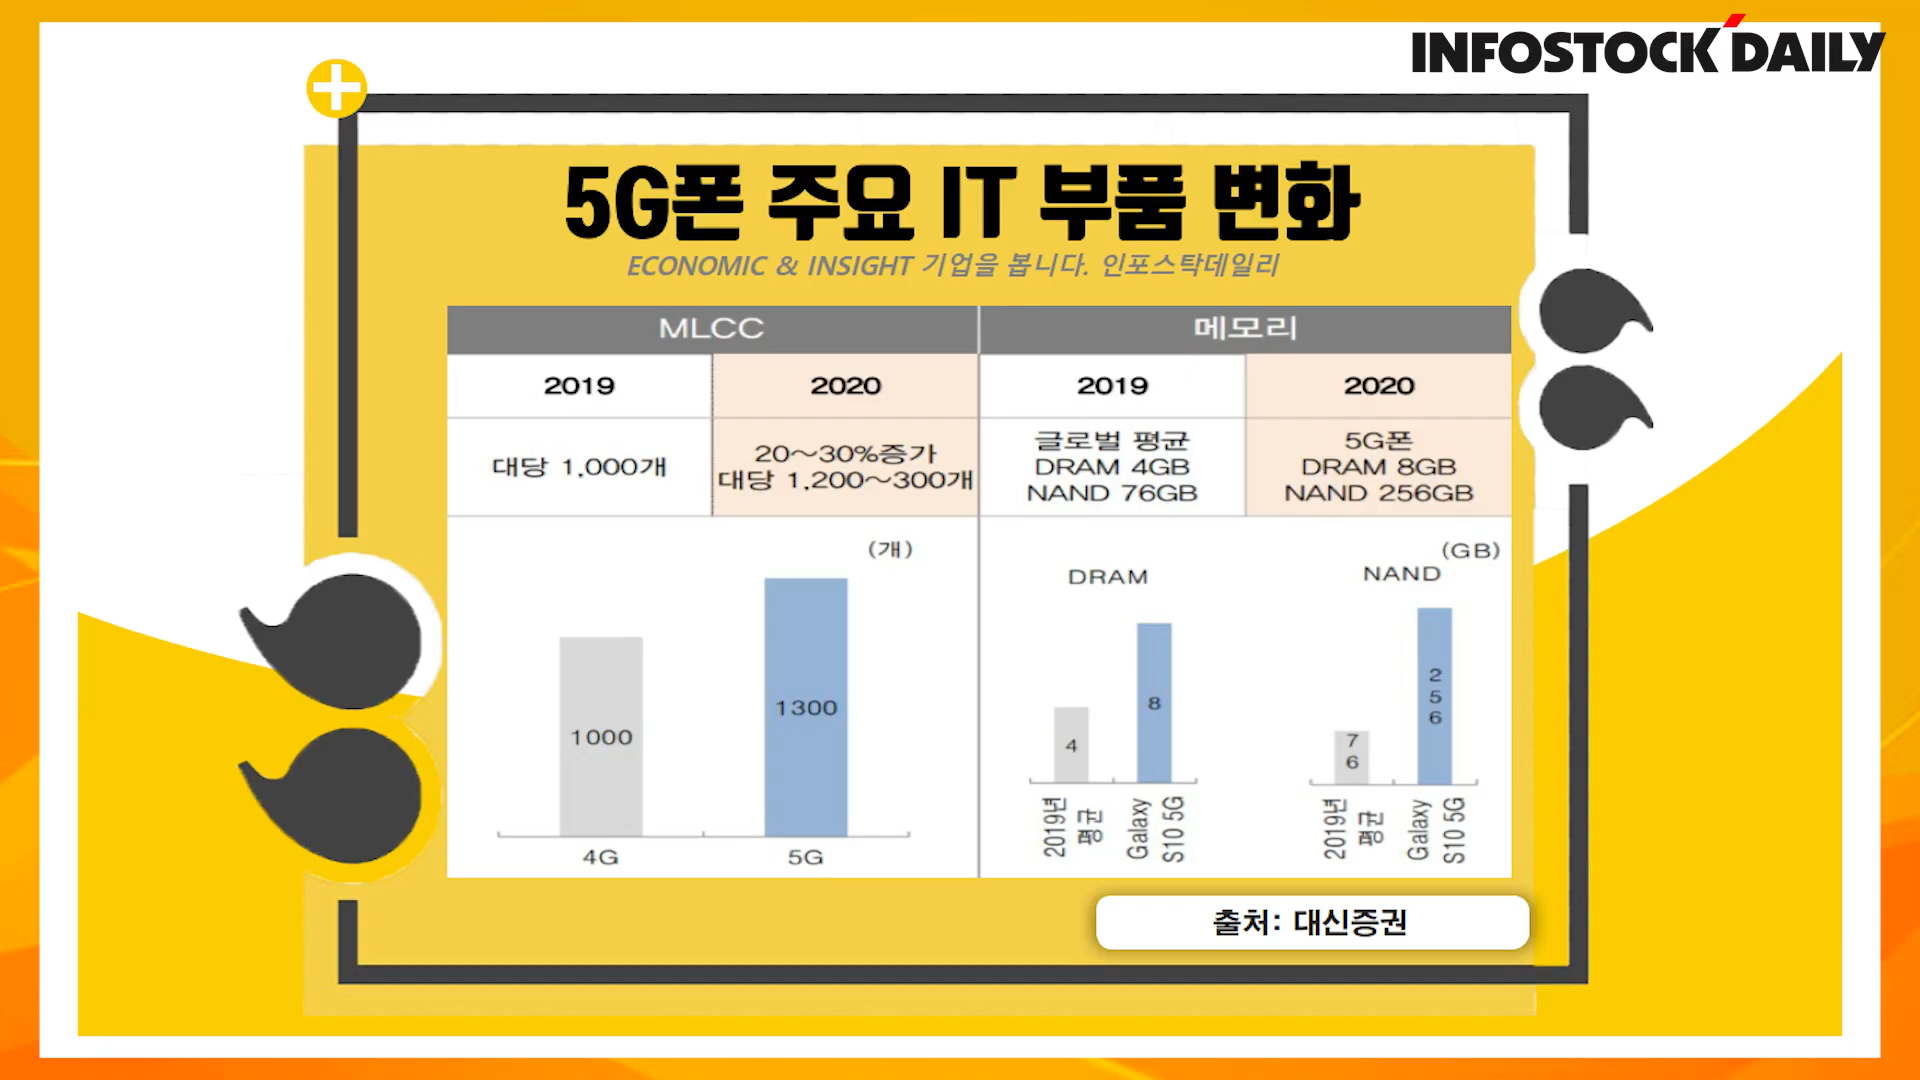 INFOSTOCK DAILY
5G폰 주요 IT 부품 변화
ECONOMIC & INSIGHT 기업을 봅니다. 인포스탁데일리
MLCC
메모리
2019
2020
2019
2020
대당 1,000개
20~30%증가
대당 1,200~300개
글로벌 평균
DRAM 4GB
NAND 76GB
5G폰
DRAM 8GB
NAND 256GB
(개)
1000
1300
4G
5G
(GB)
DRAM
4
8
2019년
평균
Galaxy
S10 5G
NAND
76
256
2019년
평균
Galaxy
S10 5G
출처: 대신증권